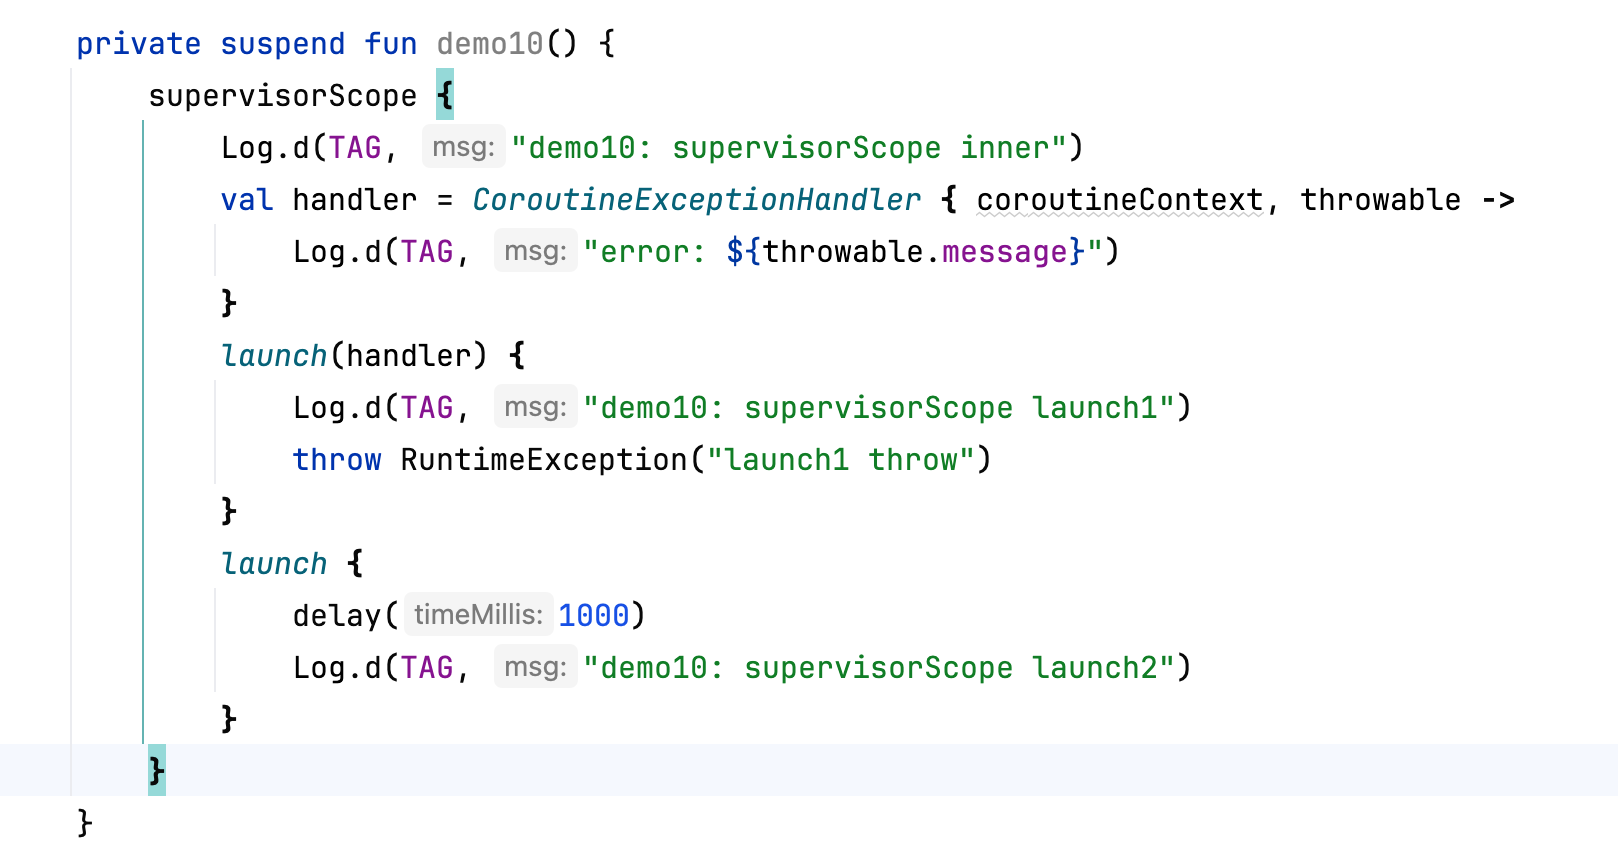 private suspend fun demo10() {
    supervisorScope {
        Log.d(TAG, msg: "demo10: supervisorScope inner")
        val handler = CoroutineExceptionHandler { coroutineContext, throwable ->
            Log.d(TAG, msg: "error: ${throwable.message}")
        }
        launch(handler) {
            Log.d(TAG, msg: "demo10: supervisorScope launch1")
            throw RuntimeException("launch1 throw")
        }
        launch {
            delay(timeMillis: 1000)
            Log.d(TAG, msg: "demo10: supervisorScope launch2")
        }
    }
}